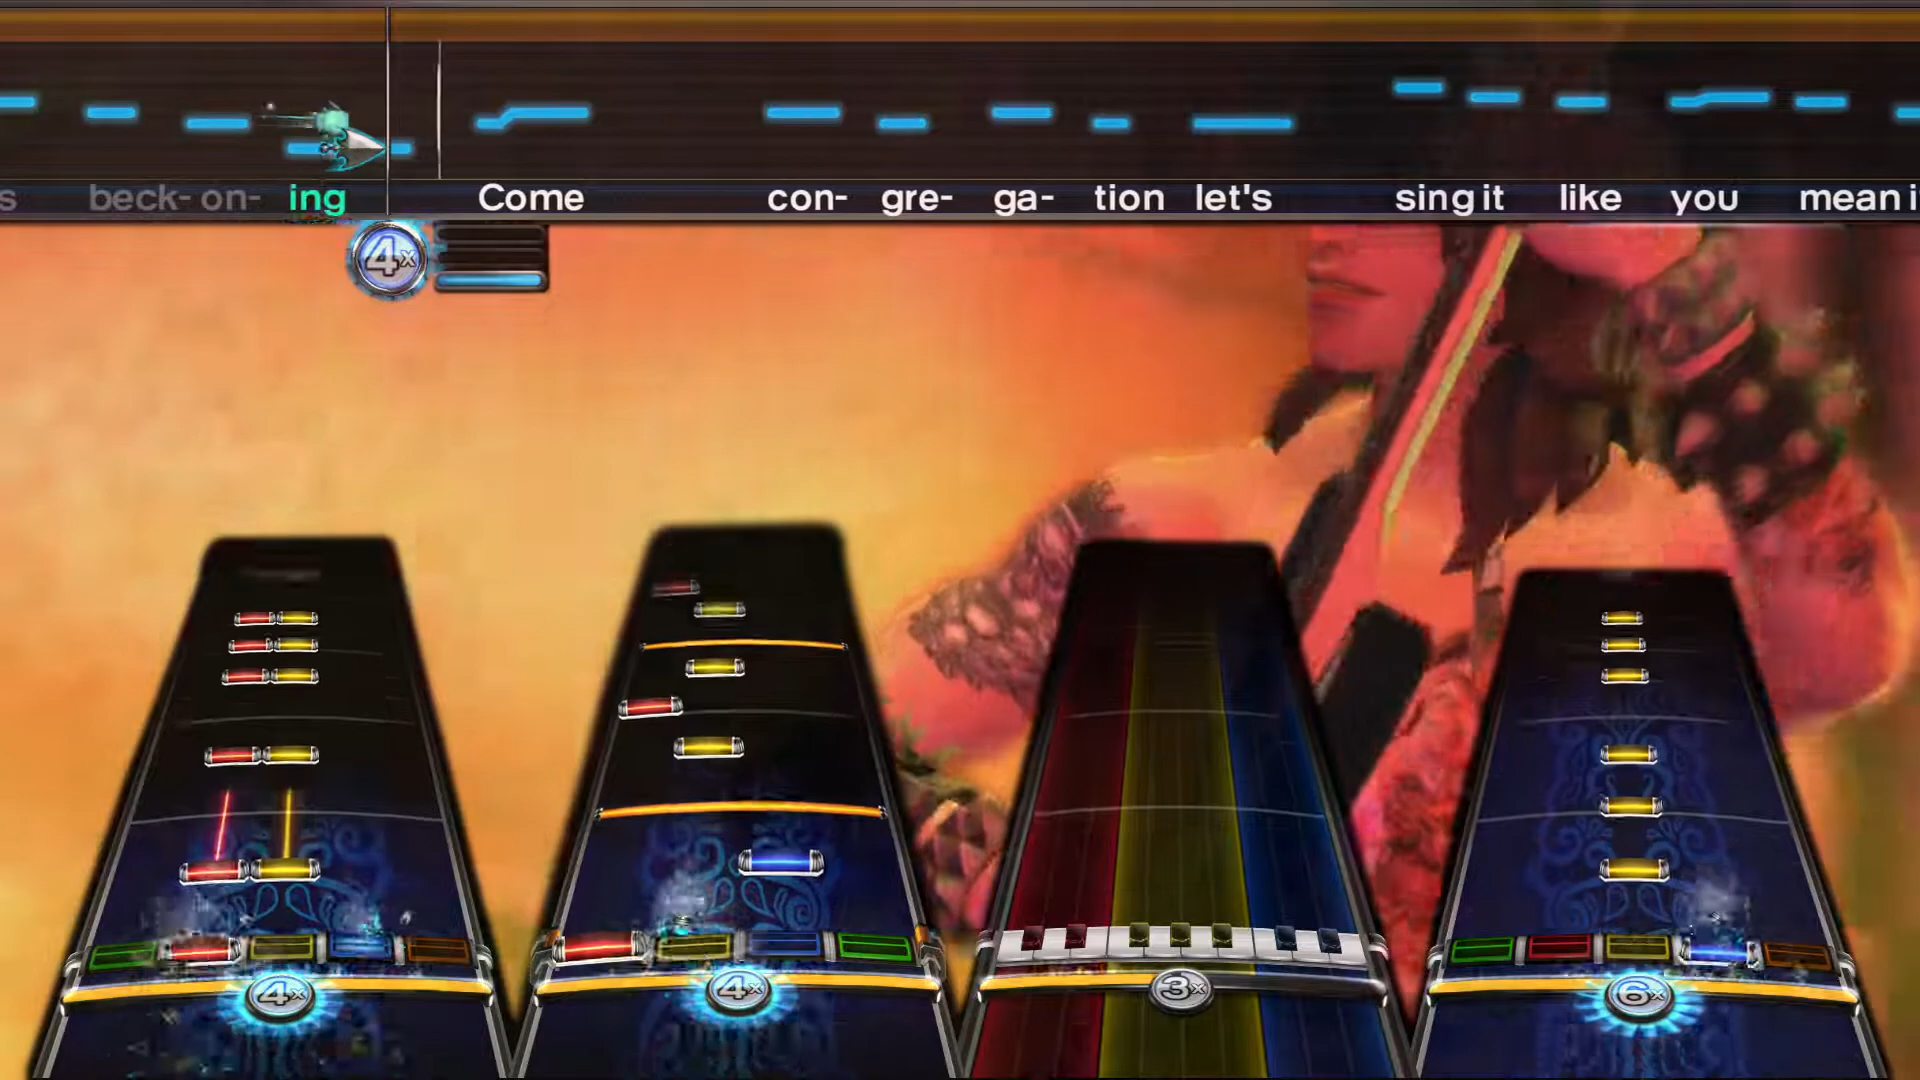 s beck- on- ing Come con- gre- ga- tion let's sing it like you mean i
4x
4x 4x 3x 6x